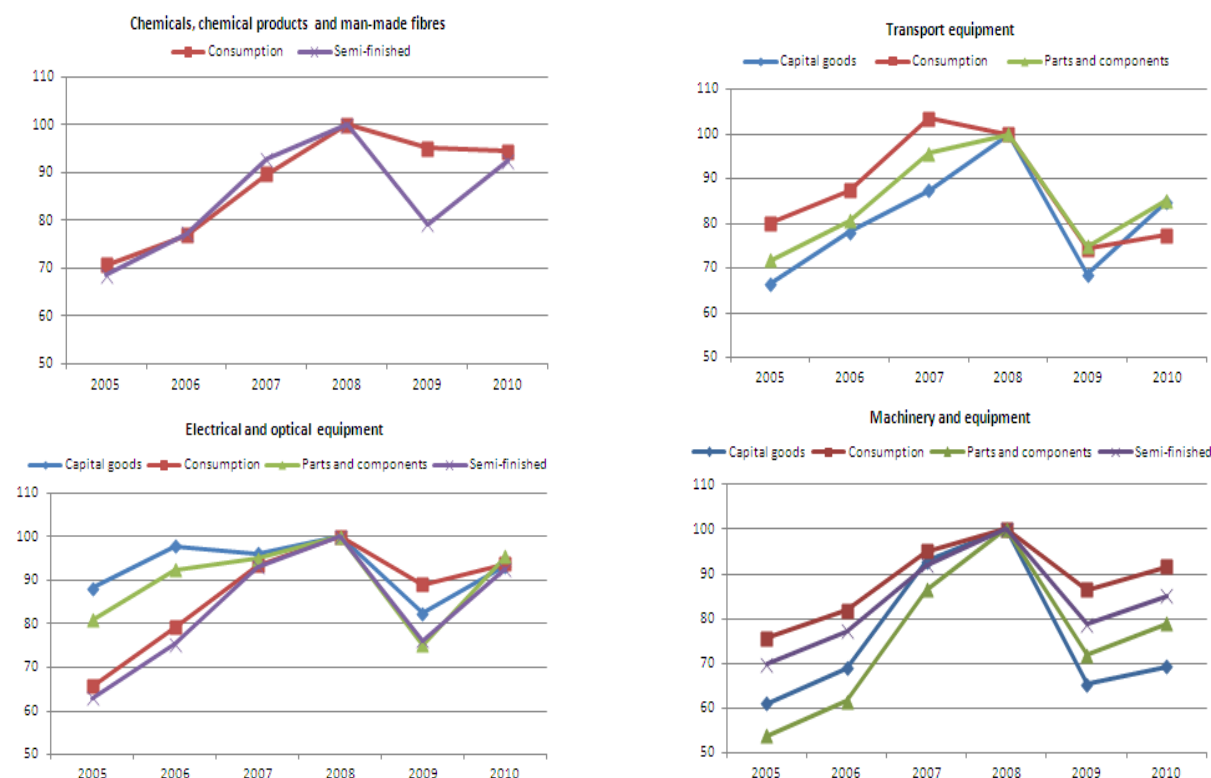 Chemicals, chemical products and man-made fibres
Consumption Semi-finished
110
100
90
80
70
60
50
2005 2006 2007 2008 2009 2010
Transport equipment
Capital goods Consumption Parts and components
110
100
90
80
70
60
50
2005 2006 2007 2008 2009 2010
Electrical and optical equipment
Capital goods Consumption Parts and components Semi-finished
110
100
90
80
70
60
50
2005 2006 2007 2008 2009 2010
Machinery and equipment
Capital goods Consumption Parts and components Semi-finished
110
100
90
80
70
60
50
2005 2006 2007 2008 2009 2010